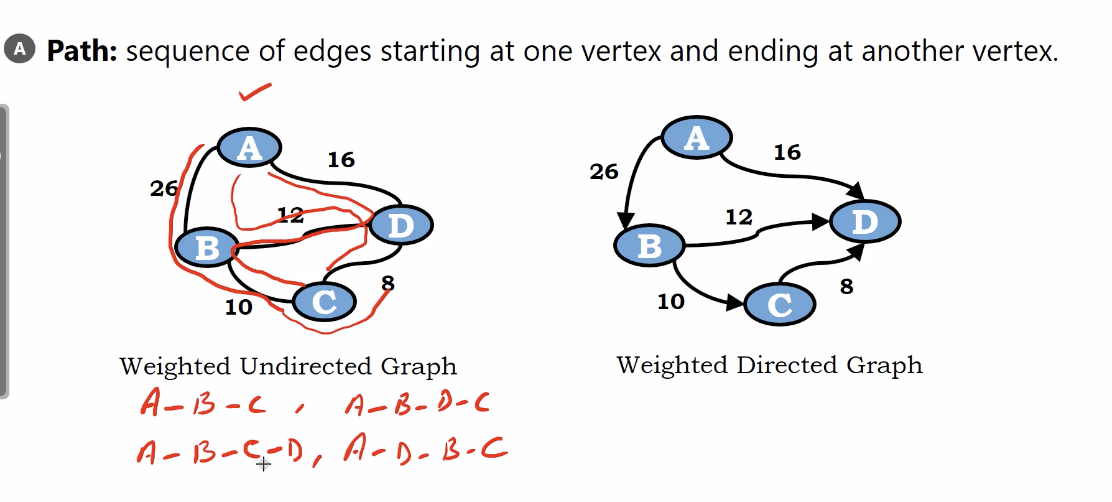 A Path: sequence of edges starting at one vertex and ending at another vertex.
A
16
26
12
D
B
8
10
C
Weighted Undirected Graph
A
16
26
12
D
B
8
10
C
Weighted Directed Graph
A-B-C, A-B-D-C
A-B-C-D, A-D-B-C